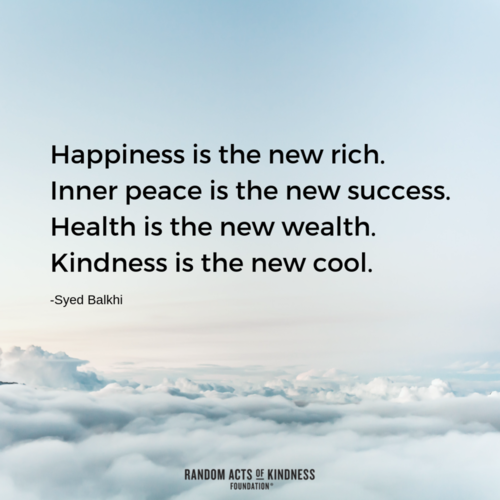 Happiness is the new rich.
Inner peace is the new success.
Health is the new wealth.
Kindness is the new cool.
-Syed Balkhi
RANDOM ACTS OF KINDNESS
FOUNDATION